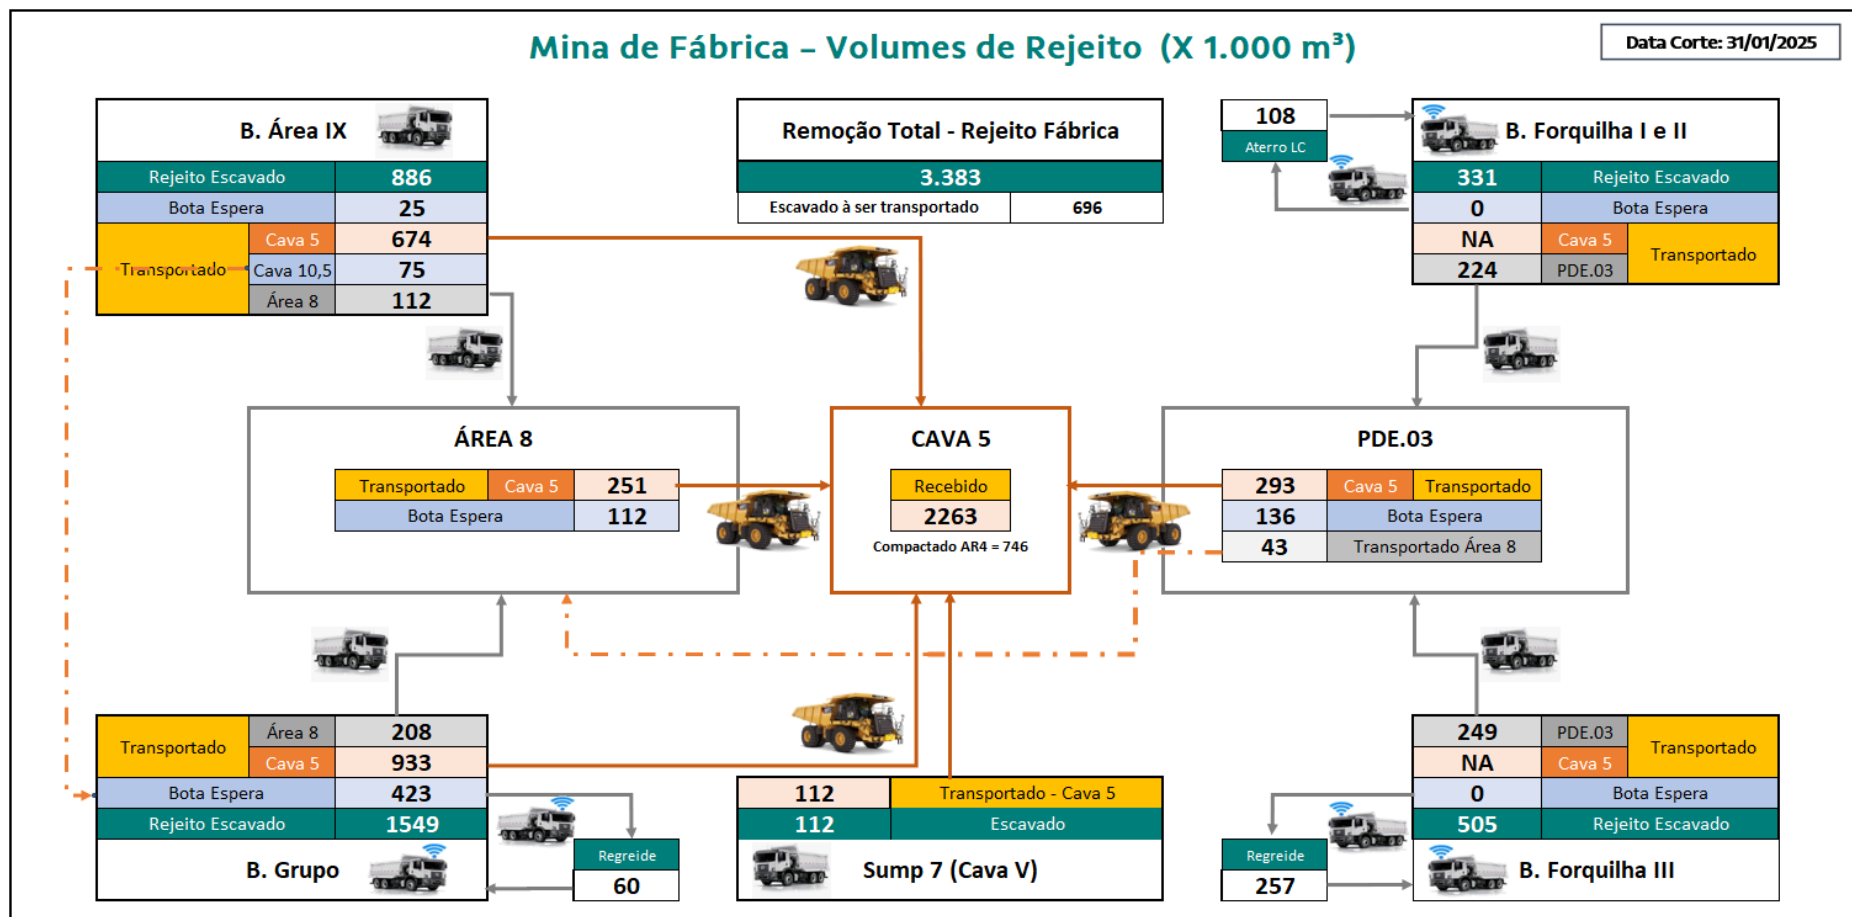 Mina de Fábrica – Volumes de Rejeito (X 1.000 m³)
Data Corte: 31/01/2025
B. Área IX
Rejeito Escavado 886
Bota Espera 25
Transportado
Cava 5 674
Cava 10,5 75
Área 8 112
Remoção Total - Rejeito Fábrica
3.383
Escavado à ser transportado 696
108
Aterro LC
B. Forquilha I e II
331 Rejeito Escavado
0 Bota Espera
NA Cava 5
224 PDE.03
Transportado
ÁREA 8
Transportado Cava 5 251
Bota Espera 112
CAVA 5
Recebido
2263
Compactado AR4 = 746
PDE.03
293 Cava 5 Transportado
136 Bota Espera
43 Transportado Área 8
Transportado
Área 8 208
Cava 5 933
Bota Espera 423
Rejeito Escavado 1549
B. Grupo
Regreide
60
112 Transportado - Cava 5
112 Escavado
Sump 7 (Cava V)
249 PDE.03
NA Cava 5
Transportado
0 Bota Espera
505 Rejeito Escavado
B. Forquilha III
Regreide
257